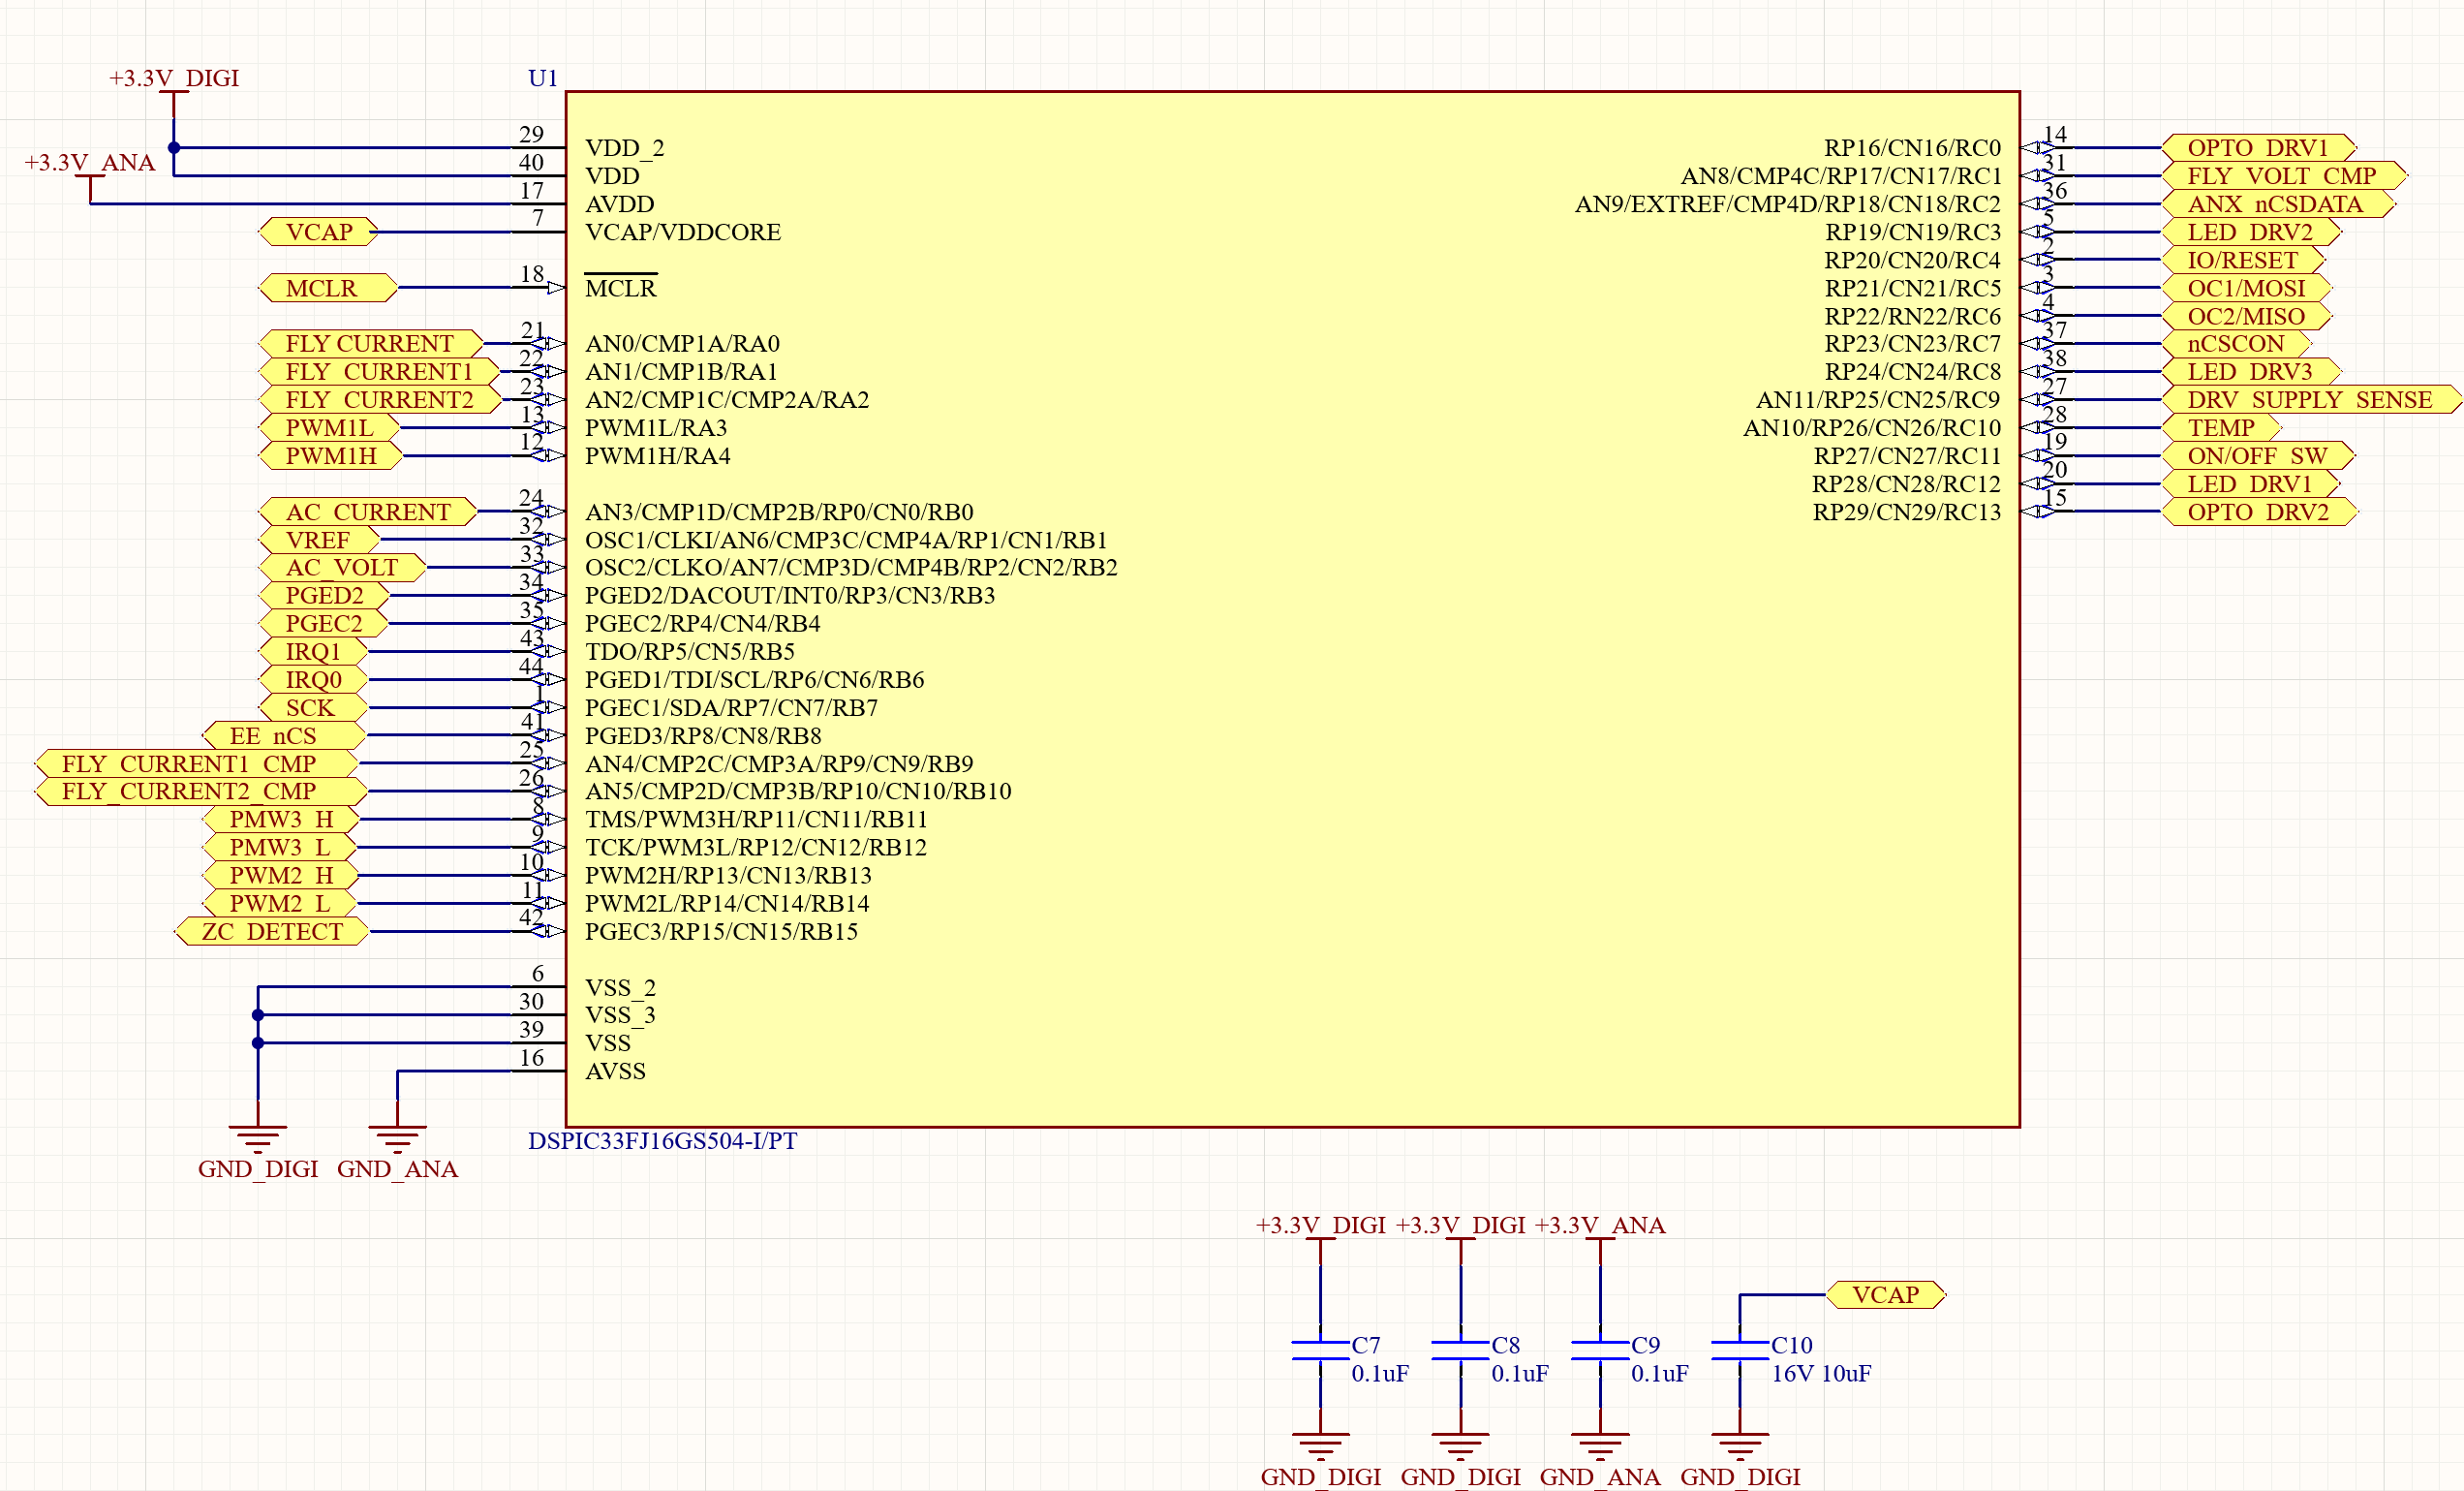 +3.3V_DIGI
+3.3V_ANA
U1
29 VDD_2
40 VDD
17 AVDD
VCAP 7 VCAP/VDDCORE
MCLR 18 MCLR
FLY CURRENT 21 AN0/CMP1A/RA0
FLY_CURRENT1 22 AN1/CMP1B/RA1
FLY_CURRENT2 23 AN2/CMP1C/CMP2A/RA2
PWM1L 13 PWM1L/RA3
PWM1H 12 PWM1H/RA4
AC_CURRENT 24 AN3/CMP1D/CMP2B/RP0/CN0/RB0
VREF 32 OSC1/CLKI/AN6/CMP3C/CMP4A/RP1/CN1/RB1
AC_VOLT 33 OSC2/CLKO/AN7/CMP3D/CMP4B/RP2/CN2/RB2
PGED2 34 PGED2/DACOUT/INT0/RP3/CN3/RB3
PGEC2 35 PGEC2/RP4/CN4/RB4
IRQ1 43 TDO/RP5/CN5/RB5
IRQ0 44 PGED1/TDI/SCL/RP6/CN6/RB6
SCK 1 PGEC1/SDA/RP7/CN7/RB7
EE_nCS 41 PGED3/RP8/CN8/RB8
FLY_CURRENT1_CMP 25 AN4/CMP2C/CMP3A/RP9/CN9/RB9
FLY_CURRENT2_CMP 26 AN5/CMP2D/CMP3B/RP10/CN10/RB10
PMW3_H 8 TMS/PWM3H/RP11/CN11/RB11
PMW3_L 9 TCK/PWM3L/RP12/CN12/RB12
PWM2_H 10 PWM2H/RP13/CN13/RB13
PWM2_L 11 PWM2L/RP14/CN14/RB14
ZC_DETECT 42 PGEC3/RP15/CN15/RB15
6 VSS_2
30 VSS_3
39 VSS
16 AVSS
GND_DIGI GND_ANA
DSPIC33FJ16GS504-I/PT
RP16/CN16/RC0 14 OPTO_DRV1
AN8/CMP4C/RP17/CN17/RC1 31 FLY_VOLT_CMP
AN9/EXTREF/CMP4D/RP18/CN18/RC2 36 ANX_nCSDATA
RP19/CN19/RC3 5 LED_DRV2
RP20/CN20/RC4 2 IO/RESET
RP21/CN21/RC5 3 OC1/MOSI
RP22/RN22/RC6 4 OC2/MISO
RP23/CN23/RC7 37 nCSCON
RP24/CN24/RC8 38 LED_DRV3
AN11/RP25/CN25/RC9 27 DRV_SUPPLY_SENSE
AN10/RP26/CN26/RC10 28 TEMP
RP27/CN27/RC11 19 ON/OFF_SW
RP28/CN28/RC12 20 LED_DRV1
RP29/CN29/RC13 15 OPTO_DRV2
+3.3V_DIGI +3.3V_DIGI +3.3V_ANA
VCAP
C7 C8 C9 C10
0.1uF 0.1uF 0.1uF 16V 10uF
GND_DIGI GND_DIGI GND_ANA GND_DIGI